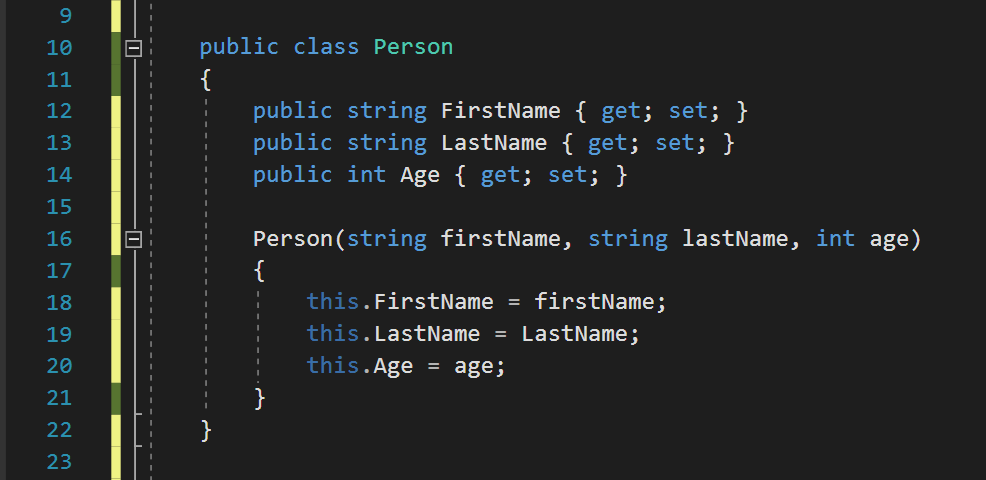 9
10 public class Person
11 {
12 public string FirstName { get; set; }
13 public string LastName { get; set; }
14 public int Age { get; set; }
15
16 Person(string firstName, string lastName, int age)
17 {
18 this.FirstName = firstName;
19 this.LastName = LastName;
20 this.Age = age;
21 }
22 }
23